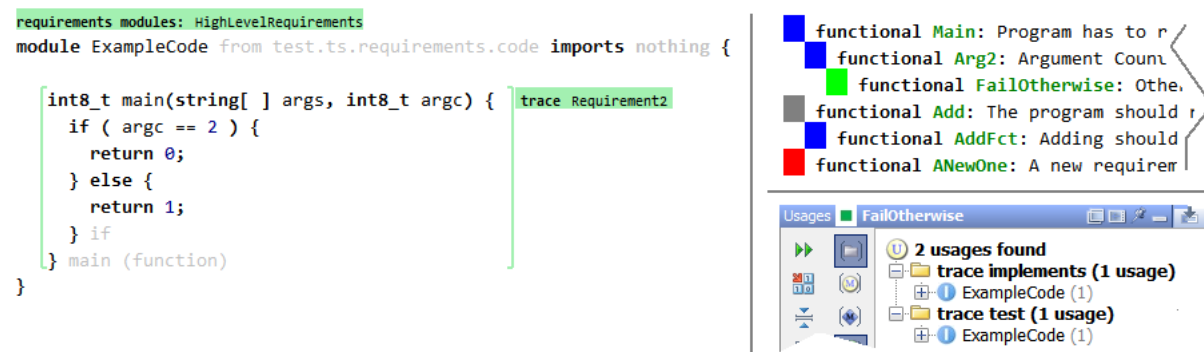 requirements modules: HighLevelRequirements
module ExampleCode from test.ts.requirements.code imports nothing {
int8_t main(string[ ] args, int8_t argc) { trace Requirement2
if ( argc == 2 ) {
return 0;
} else {
return 1;
} if
} main (function)
}
functional Main: Program has to
functional Arg2: Argument
functional FailOtherwise:
functional Add: The program should
functional AddFct: Adding should
functional ANewOne: A new
Usages FailOtherwise
2 usages found
trace implements (1 usage)
ExampleCode (1)
trace test (1 usage)
ExampleCode (1)